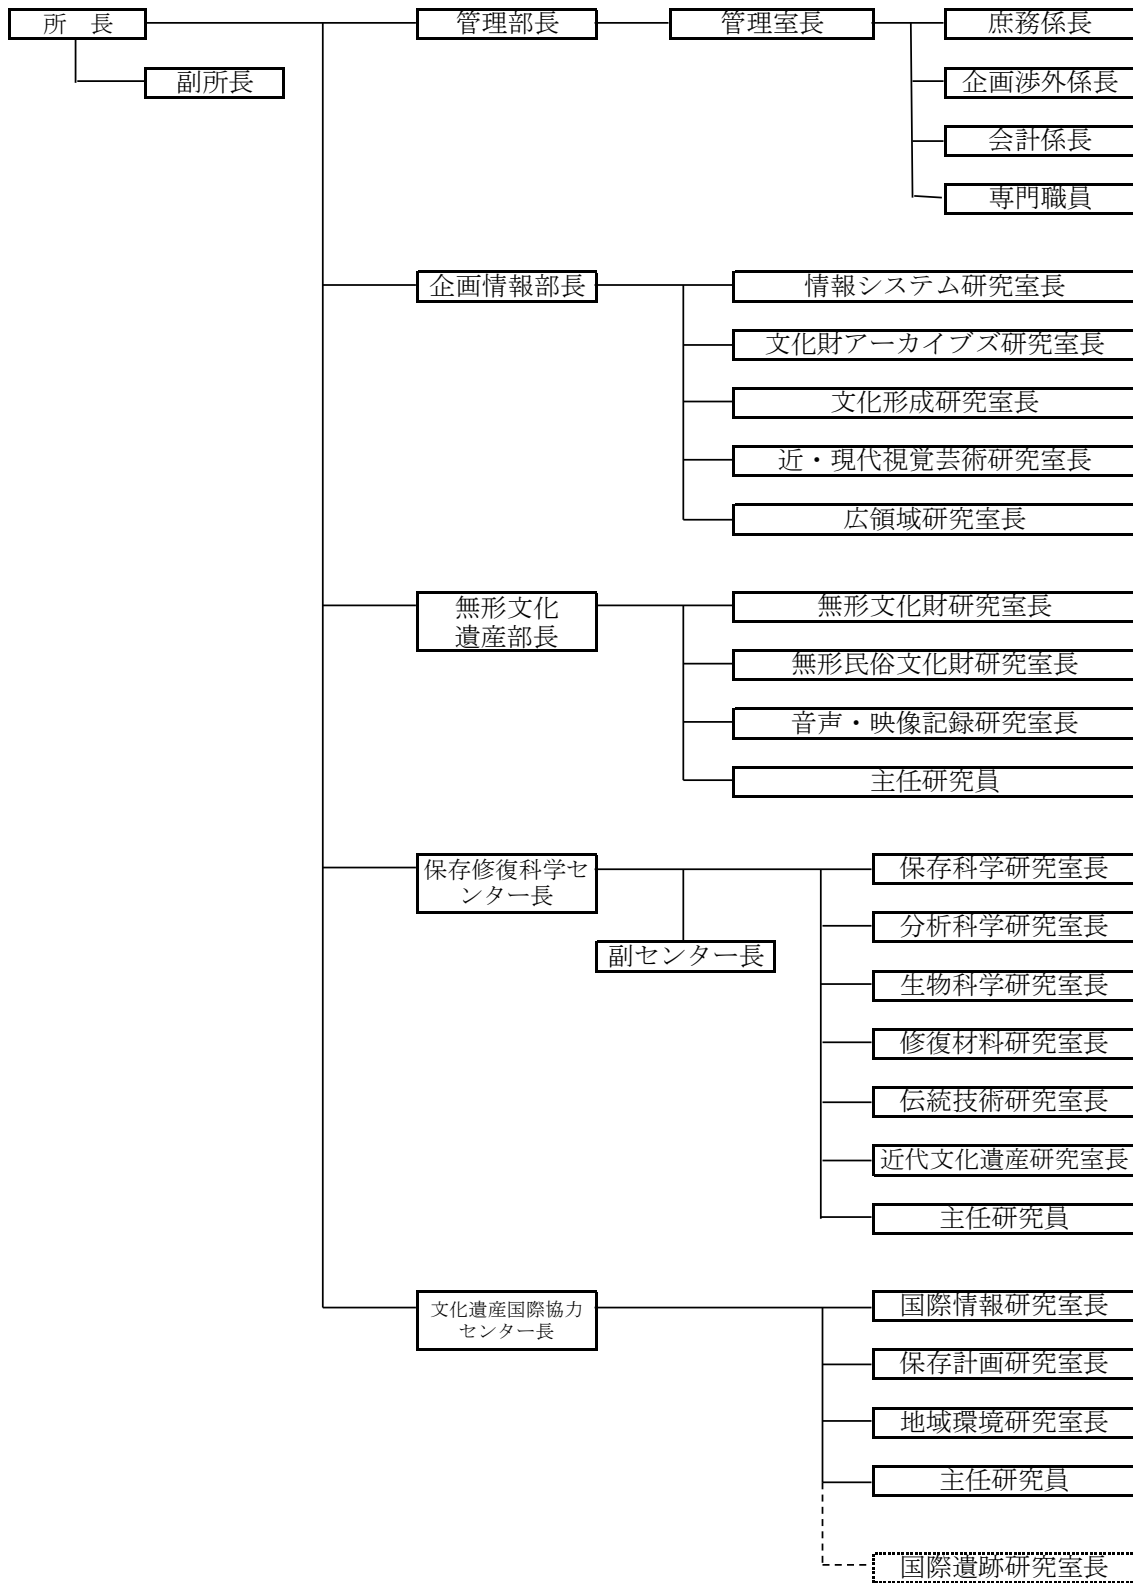 所　長
管理部長
管理室長
庶務係長
副所長
企画渉外係長
会計係長
専門職員
企画情報部長
情報システム研究室長
文化財アーカイブズ研究室長
文化形成研究室長
近・現代視覚芸術研究室長
広領域研究室長
無形文化
遺産部長
無形文化財研究室長
無形民俗文化財研究室長
音声・映像記録研究室長
主任研究員
保存修復科学セ
ンター長
副センター長
保存科学研究室長
分析科学研究室長
生物科学研究室長
修復材料研究室長
伝統技術研究室長
近代文化遺産研究室長
主任研究員
文化遺産国際協力
センター長
国際情報研究室長
保存計画研究室長
地域環境研究室長
主任研究員
国際遺跡研究室長